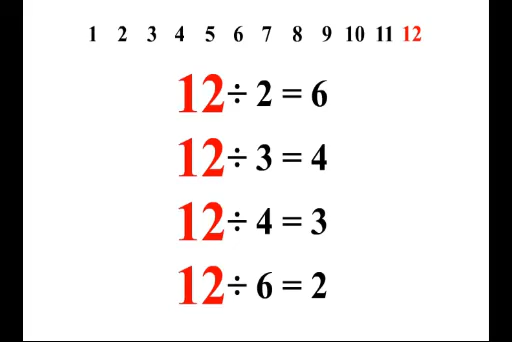 1 2 3 4 5 6 7 8 9 10 11 12
12 ÷ 2 = 6
12 ÷ 3 = 4
12 ÷ 4 = 3
12 ÷ 6 = 2